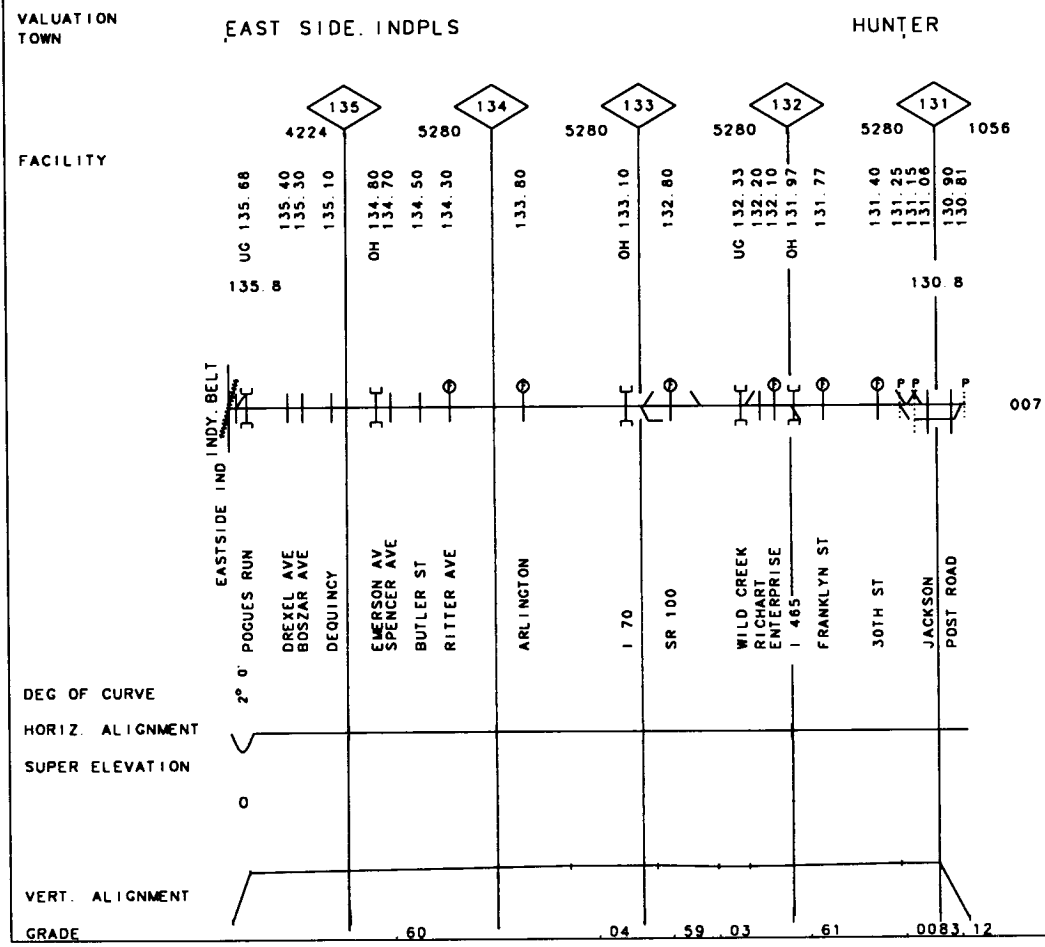 VALUATION
TOWN
EAST SIDE. INDPLS
HUNTER
135
134
133
132
131
4224
5280
5280
5280
5280
1056
FACILITY
UG 135.68
135.40
135.30
135.10
OH 134.80
134.70
134.50
134.30
133.80
OH 133.10
132.80
UG 132.33
132.20
132.10
OH 131.97
131.77
131.40
131.25
131.15
131.06
130.90
130.81
135.8
130.8
P
P
P
P
P
P
P
P
007
INDY. BELT
EASTSIDE IND
POGUES RUN
DREXEL AVE
BOSZAR AVE
DEQUINCY
EMERSON AV
SPENCER AVE
BUTLER ST
RITTER AVE
ARLINGTON
I 70
SR 100
WILD CREEK
RICHART
ENTERPRISE
I 465
FRANKLYN ST
30TH ST
JACKSON
POST ROAD
DEG OF CURVE
2° 0'
HORIZ. ALIGNMENT
SUPER ELEVATION
0
VERT. ALIGNMENT
GRADE
.60
.04
.59
.03
.61
.0083.12